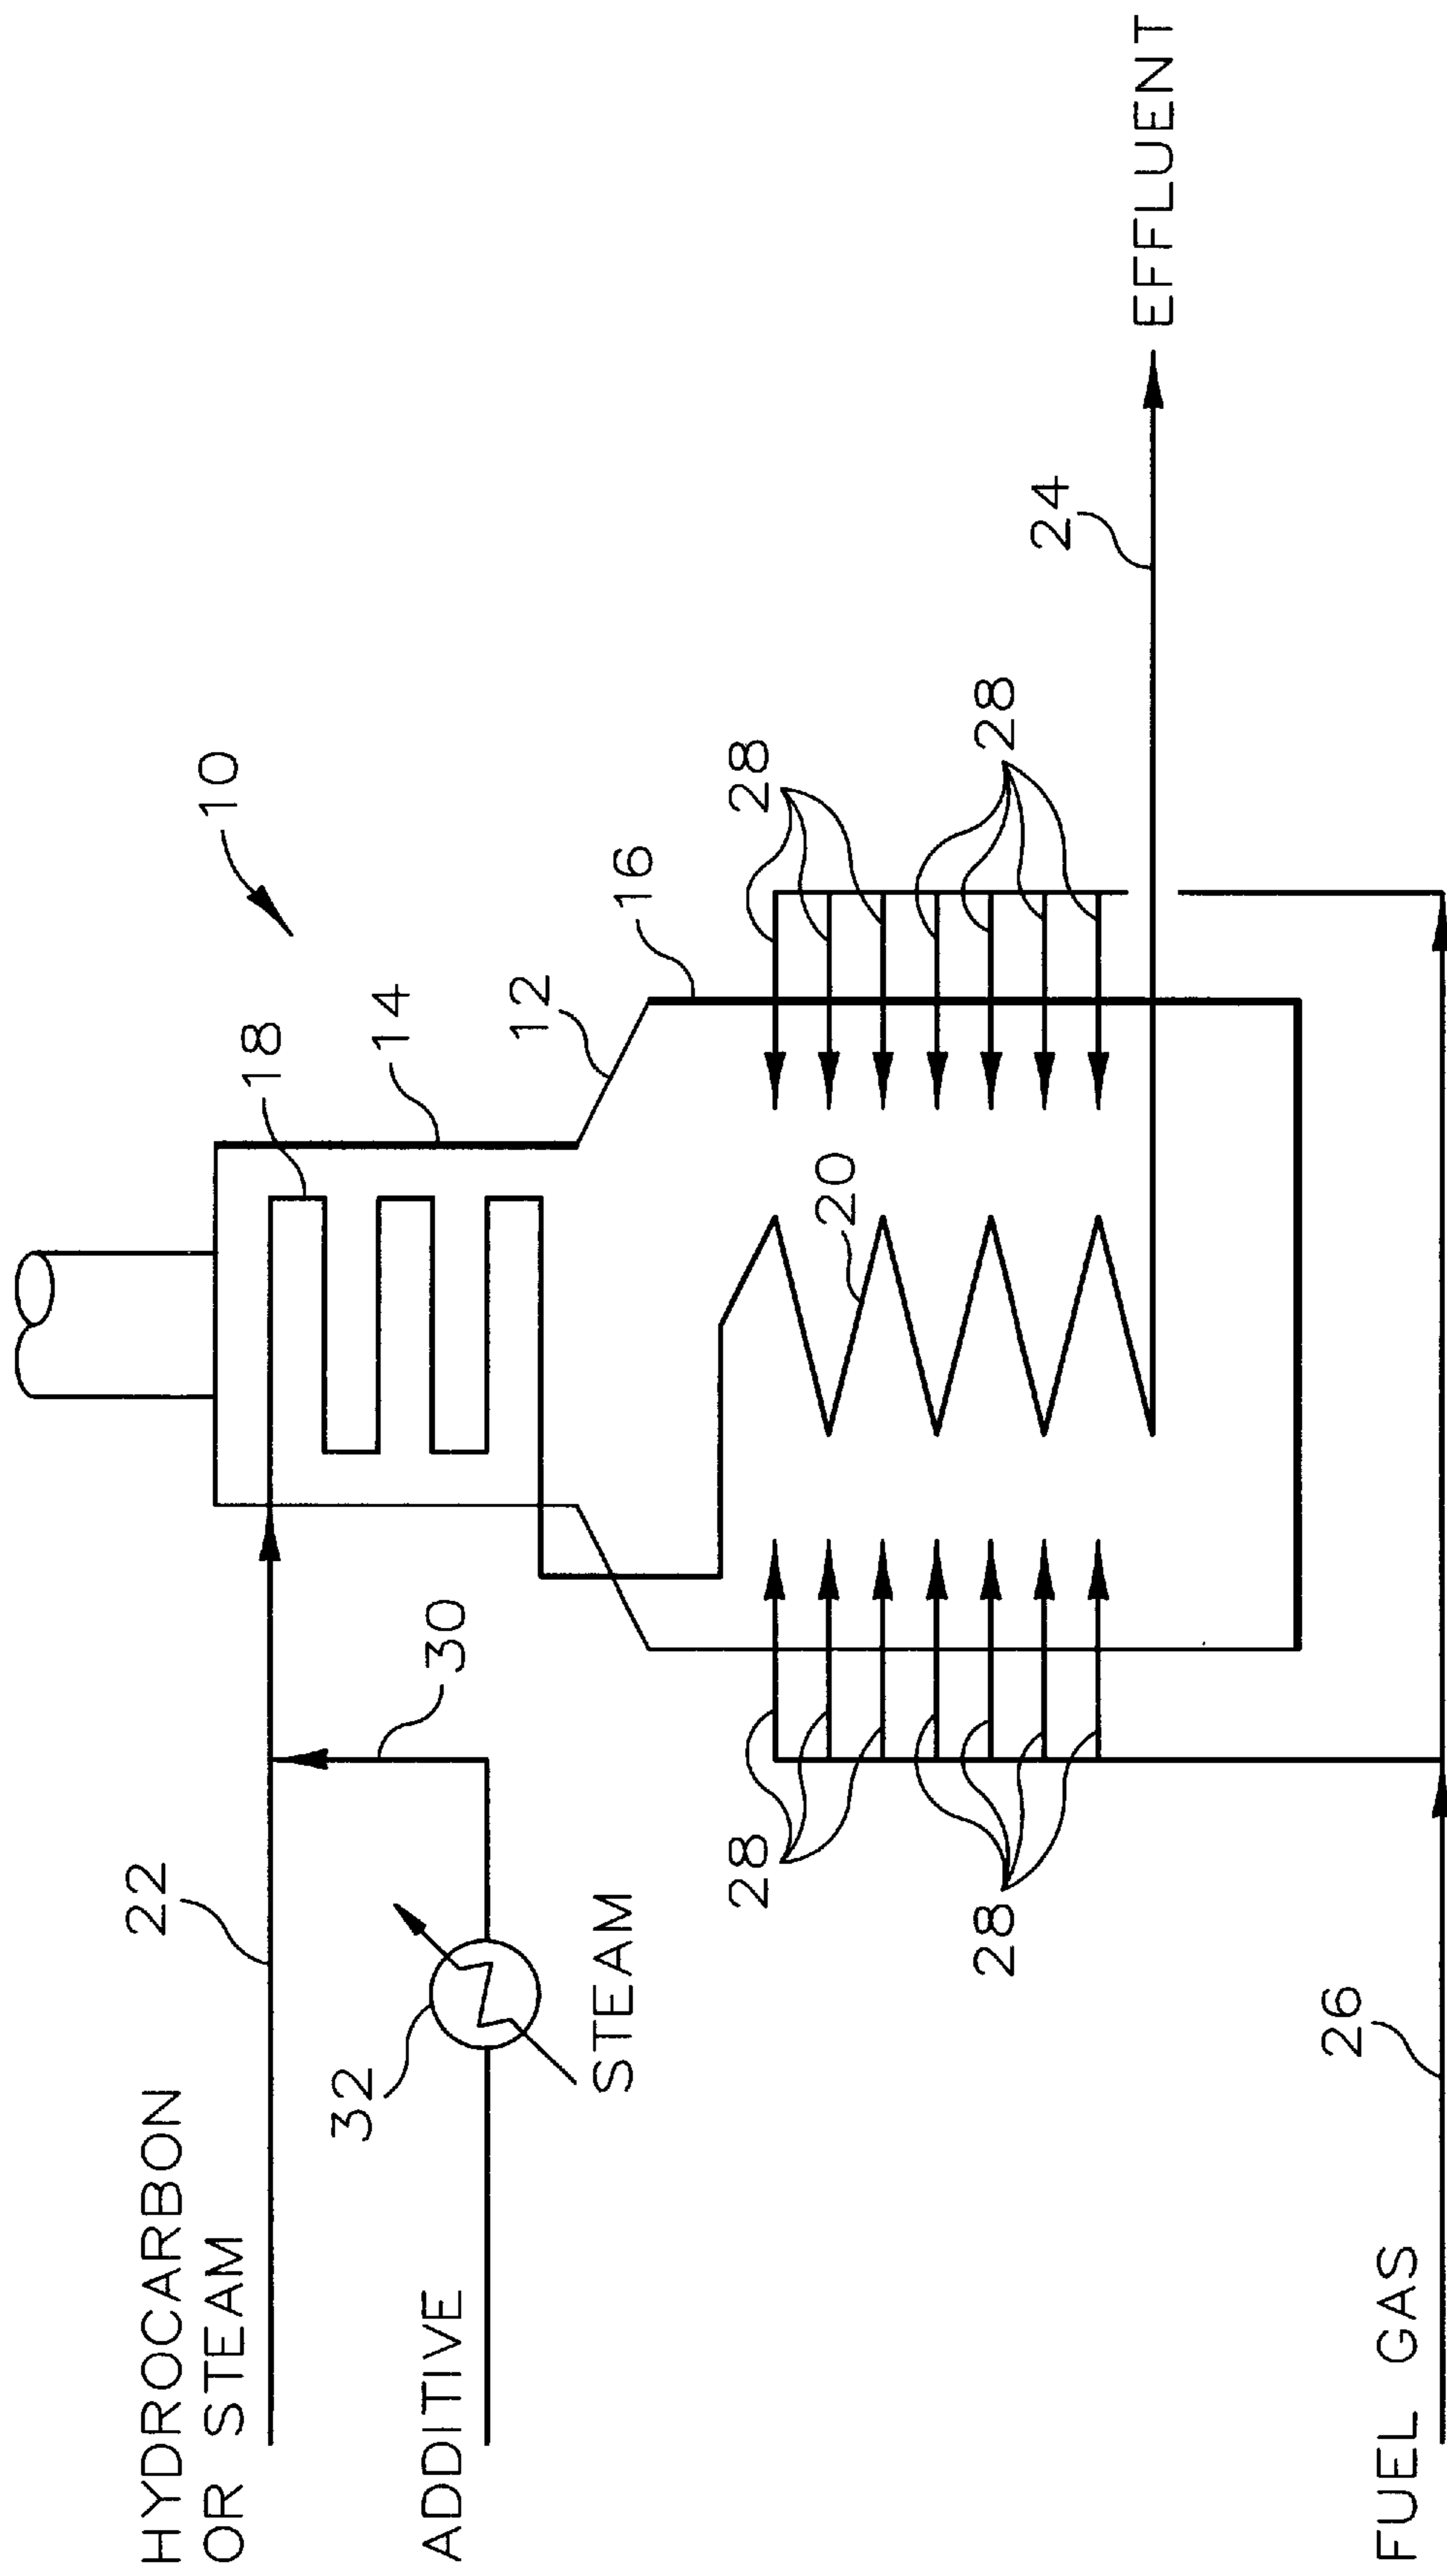 HYDROCARBON
OR STEAM
22
ADDITIVE
32
STEAM
30
18
14
10
12
16
20
28
28
28
28
24
EFFLUENT
26
FUEL GAS